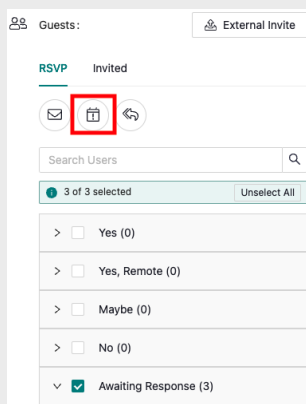 Guests: External Invite
RSVP Invited
Search Users
3 of 3 selected Unselect All
Yes (0)
Yes, Remote (0)
Maybe (0)
No (0)
Awaiting Response (3)